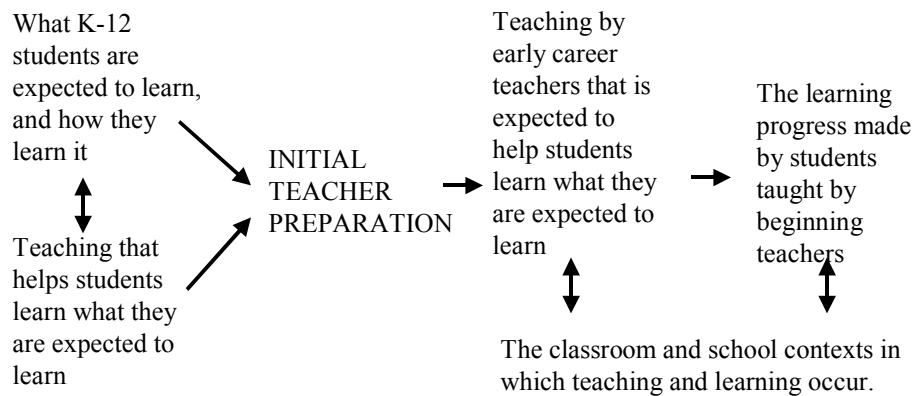 What K-12
students are
expected to learn,
and how they
learn it
Teaching that
helps students
learn what they
are expected to
learn
INITIAL
TEACHER
PREPARATION
Teaching by
early career
teachers that is
expected to
help students
learn what they
are expected to
learn
The learning
progress made
by students
taught by
beginning
teachers
The classroom and school contexts in
which teaching and learning occur.